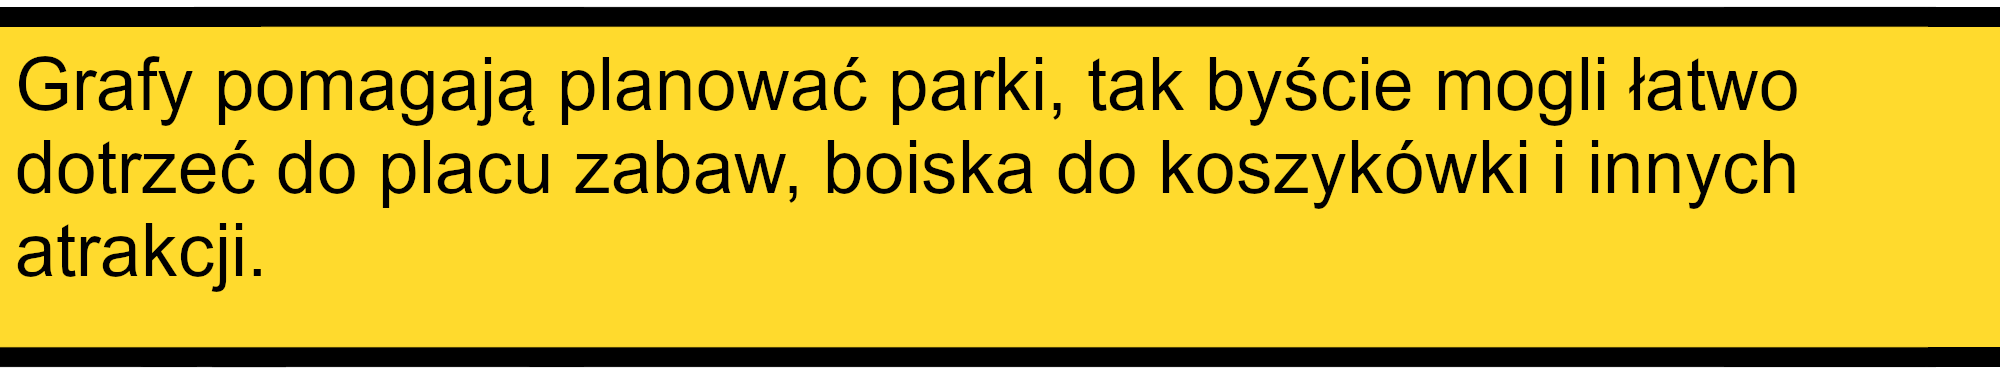 Grafy pomagają planować parki, tak byście mogli łatwo
dotrzeć do placu zabaw, boiska do koszykówki i innych
atrakcji.